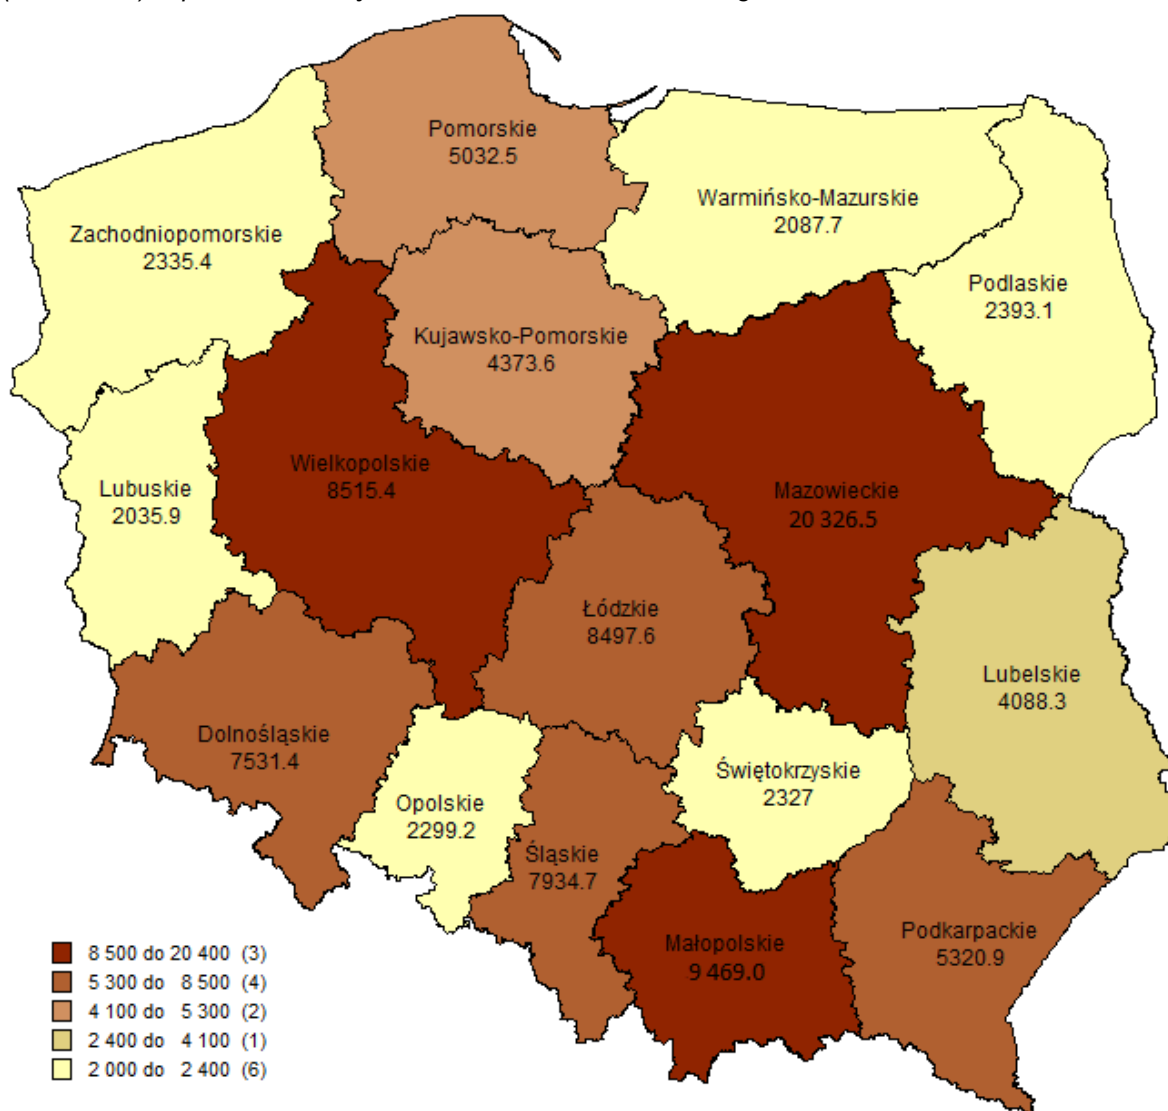 Pomorskie
5032.5
Warmińsko-Mazurskie
2087.7
Zachodniopomorskie
2335.4
Podlaskie
2393.1
Kujawsko-Pomorskie
4373.6
Wielkopolskie
8515.4
Lubuskie
2035.9
Mazowieckie
20 326.5
Łódzkie
8497.6
Lubelskie
4088.3
Dolnośląskie
7531.4
Świętokrzyskie
2327
Opolskie
2299.2
Śląskie
7934.7
Małopolskie
9 469.0
Podkarpackie
5320.9
8 500 do 20 400 (3)
5 300 do 8 500 (4)
4 100 do 5 300 (2)
2 400 do 4 100 (1)
2 000 do 2 400 (6)